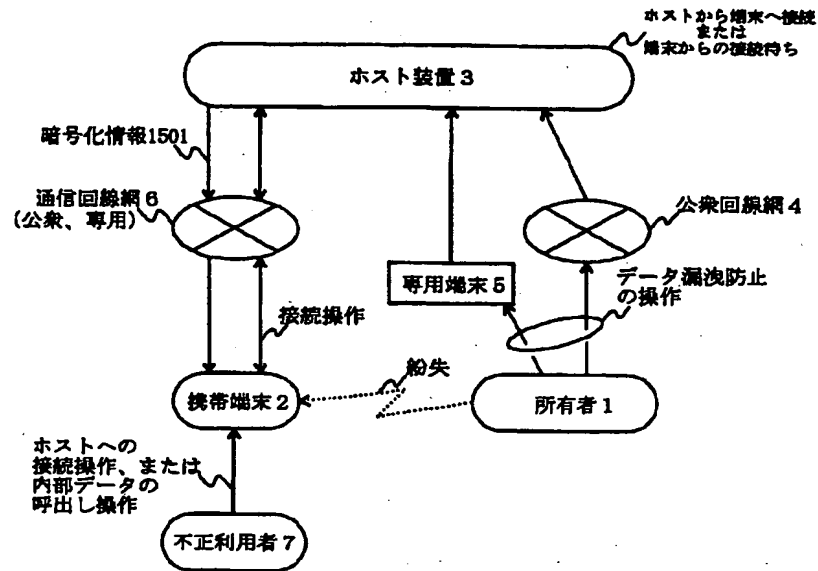 ホストから端末へ接続
または
端末からの接続待ち
ホスト装置3
暗号化情報1501
通信回線網6
(公衆、専用)
公衆回線網4
専用端末5
データ漏洩防止
の操作
接続操作
紛失
携帯端末2
所有者1
ホストへの
接続操作、または
内部データの
呼出し操作
不正利用者7